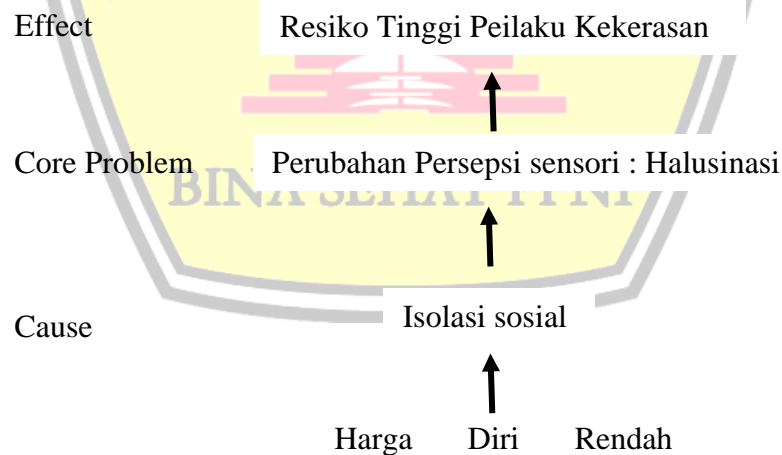 Effect Resiko Tinggi Peilaku Kekerasan
Core Problem Perubahan Persepsi sensori : Halusinasi
BINA SEHAT PPNI
Isolasi sosial
Cause
Harga Diri Rendah